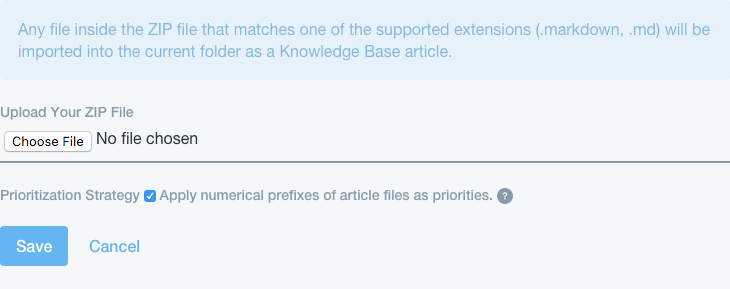 Any file inside the ZIP file that matches one of the supported extensions (.markdown, .md) will be
imported into the current folder as a Knowledge Base article.
Upload Your ZIP File
Choose File No file chosen
Prioritization Strategy Apply numerical prefixes of article files as priorities. ?
Save Cancel